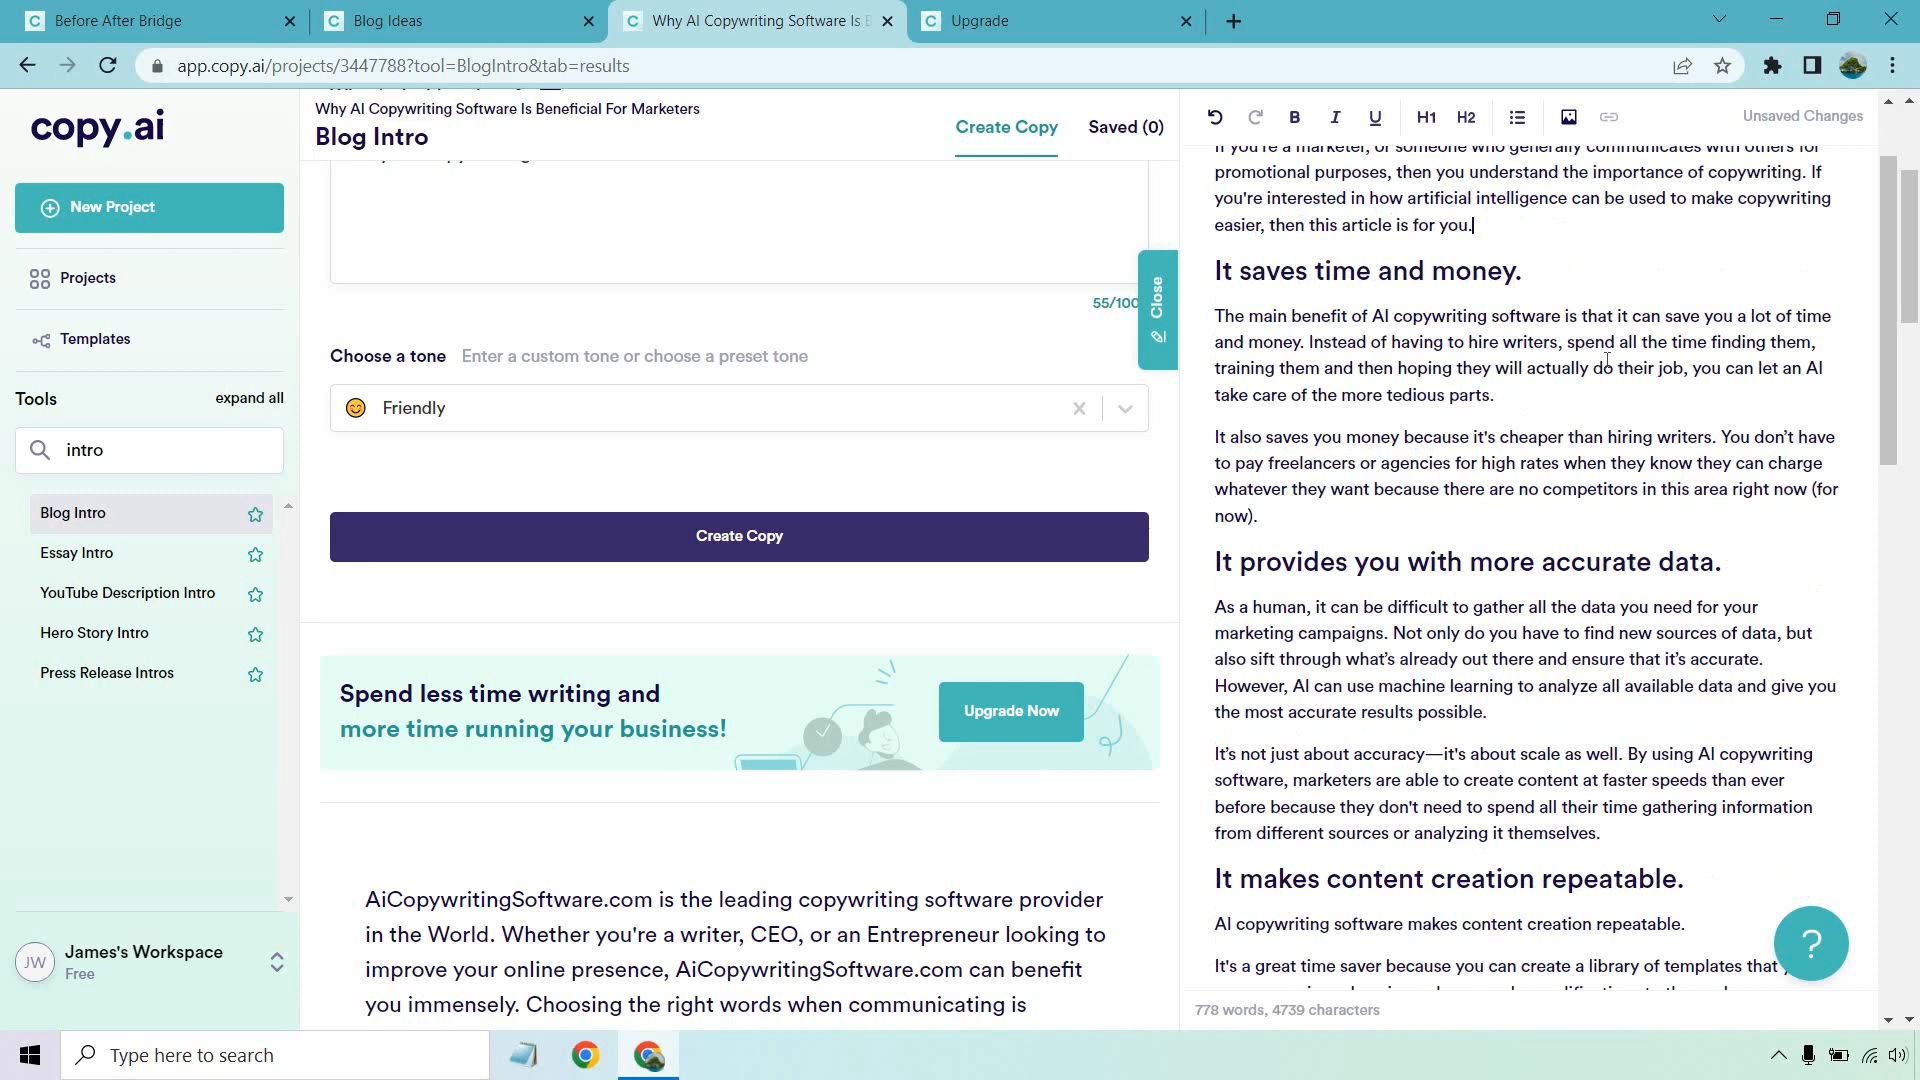 Before After Bridge
Blog Ideas
Why AI Copywriting Software Is B
Upgrade
app.copy.ai/projects/3447788?tool=BlogIntro&tab=results
copy.ai
New Project
Projects
Templates
Tools
expand all
intro
Blog Intro
Essay Intro
YouTube Description Intro
Hero Story Intro
Press Release Intros
JW
James's Workspace
Free
Why AI Copywriting Software Is Beneficial For Marketers
Blog Intro
Create Copy
Saved (0)
55/100
Close
Choose a tone
Enter a custom tone or choose a preset tone
Friendly
Create Copy
Spend less time writing and
more time running your business!
Upgrade Now
AiCopywritingSoftware.com is the leading copywriting software provider
in the World. Whether you're a writer, CEO, or an Entrepreneur looking to
improve your online presence, AiCopywritingSoftware.com can benefit
you immensely. Choosing the right words when communicating is
B
I
U
H1
H2
Unsaved Changes
If you're a marketer, or someone who generally communicates with others for
promotional purposes, then you understand the importance of copywriting. If
you're interested in how artificial intelligence can be used to make copywriting
easier, then this article is for you.
It saves time and money.
The main benefit of AI copywriting software is that it can save you a lot of time
and money. Instead of having to hire writers, spend all the time finding them,
training them and then hoping they will actually do their job, you can let an AI
take care of the more tedious parts.
It also saves you money because it's cheaper than hiring writers. You don’t have
to pay freelancers or agencies for high rates when they know they can charge
whatever they want because there are no competitors in this area right now (for
now).
It provides you with more accurate data.
As a human, it can be difficult to gather all the data you need for your
marketing campaigns. Not only do you have to find new sources of data, but
also sift through what’s already out there and ensure that it’s accurate.
However, AI can use machine learning to analyze all available data and give you
the most accurate results possible.
It’s not just about accuracy—it's about scale as well. By using AI copywriting
software, marketers are able to create content at faster speeds than ever
before because they don't need to spend all their time gathering information
from different sources or analyzing it themselves.
It makes content creation repeatable.
AI copywriting software makes content creation repeatable.
It's a great time saver because you can create a library of templates that
778 words, 4739 characters
?
Type here to search